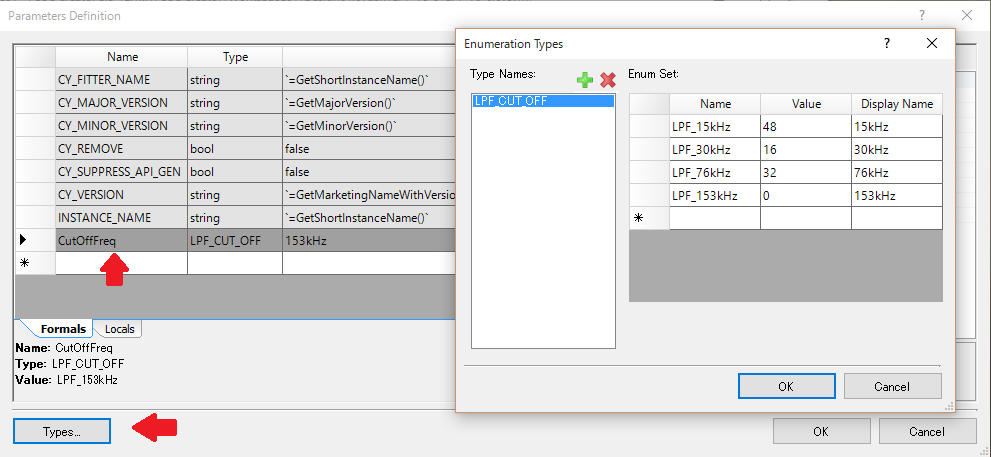 Parameters Definition
Name Type
CY_FITTER_NAME string `=GetShortInstanceName()`
CY_MAJOR_VERSION string `=GetMajorVersion()`
CY_MINOR_VERSION string `=GetMinorVersion()`
CY_REMOVE bool false
CY_SUPPRESS_API_GEN bool false
CY_VERSION string `=GetMarketingNameWithVersio
INSTANCE_NAME string `=GetShortInstanceName()`
CutOffFreq LPF_CUT_OFF 153kHz
Formals Locals
Name: CutOffFreq
Type: LPF_CUT_OFF
Value: LPF_153kHz
Types...
OK Cancel
Enumeration Types
Type Names:
LPF_CUT_OFF
Enum Set:
Name Value Display Name
LPF_15kHz 48 15kHz
LPF_30kHz 16 30kHz
LPF_76kHz 32 76kHz
LPF_153kHz 0 153kHz
OK Cancel